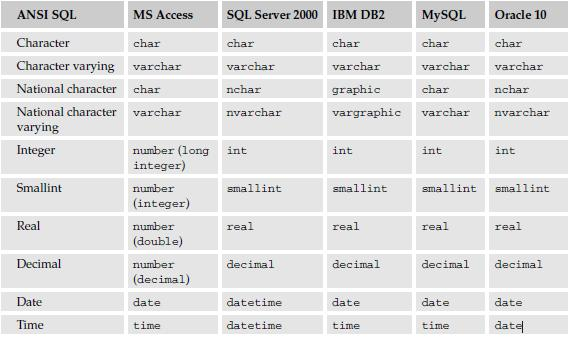 ANSI SQL MS Access SQL Server 2000 IBM DB2 MySQL Oracle 10
Character char char char char char
Character varying varchar varchar varchar varchar varchar
National character char nchar graphic char nchar
National character varchar nvarchar vargraphic varchar nvarchar
varying
Integer number (long int int int int
integer)
Smallint number smallint smallint smallint smallint
(integer)
Real number real real real real
(double)
Decimal number decimal decimal decimal decimal
(decimal)
Date date datetime date date date
Time time datetime time time date